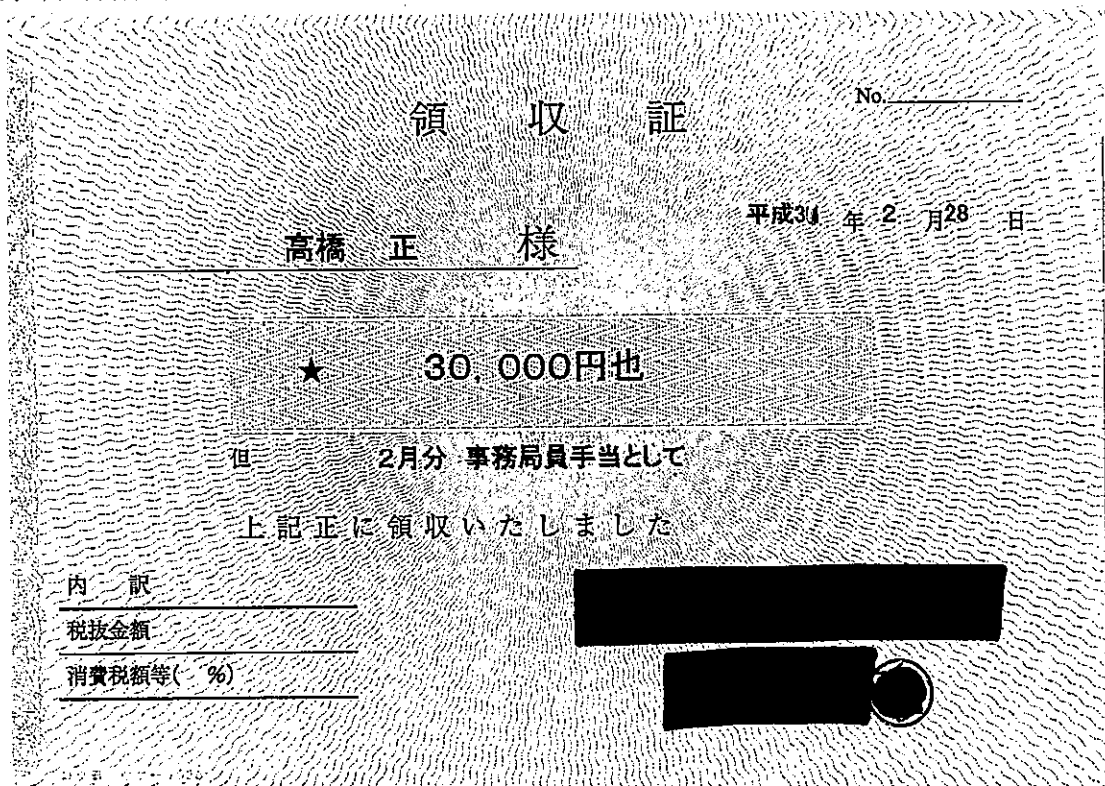 領収証
No.
平成3 年 2 月28 日
高橋 正 様
★ 30,000円也
但 2月分 事務局員手当として
上記正に領収いたしました
内訳
税抜金額
消費税額等( %)